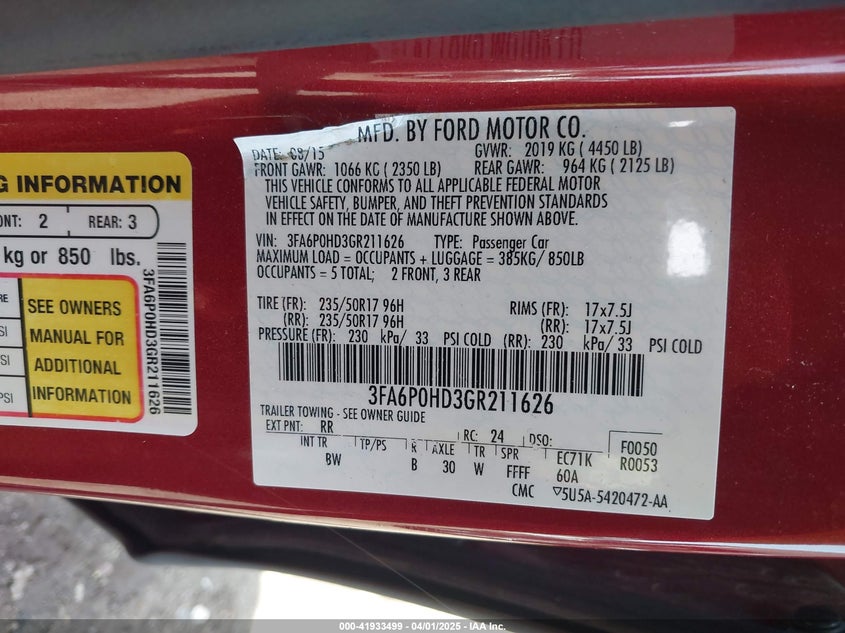 G INFORMATION
NT: 2 REAR: 3
kg or 850 lbs.
RE
SI
PSI
PSI
SEE OWNERS
MANUAL FOR
ADDITIONAL
INFORMATION
3FA6P0HD3GR211626
MFD. BY FORD MOTOR CO.
DATE: 08/15 GVWR: 2019 KG ( 4450 LB)
FRONT GAWR: 1066 KG ( 2350 LB) REAR GAWR: 964 KG ( 2125 LB)
THIS VEHICLE CONFORMS TO ALL APPLICABLE FEDERAL MOTOR
VEHICLE SAFETY, BUMPER, AND THEFT PREVENTION STANDARDS
IN EFFECT ON THE DATE OF MANUFACTURE SHOWN ABOVE.
VIN: 3FA6P0HD3GR211626 TYPE: Passenger Car
MAXIMUM LOAD = OCCUPANTS + LUGGAGE = 385KG/ 850LB
OCCUPANTS = 5 TOTAL; 2 FRONT, 3 REAR
TIRE (FR): 235/50R17 96H RIMS (FR): 17x7.5J
(RR): 235/50R17 96H (RR): 17x7.5J
PRESSURE (FR): 230 kPa/ 33 PSI COLD (RR): 230 kPa/ 33 PSI COLD
3FA6P0HD3GR211626
TRAILER TOWING - SEE OWNER GUIDE
EXT PNT: RR RC: 24 DSO: F0050
INT TR TP/PS R AXLE TR SPR EC71K R0053
BW B 30 W FFFF 60A
CMC 5U5A-5420472-AA
000-41933499 - 04/01/2025 - IAA Inc.